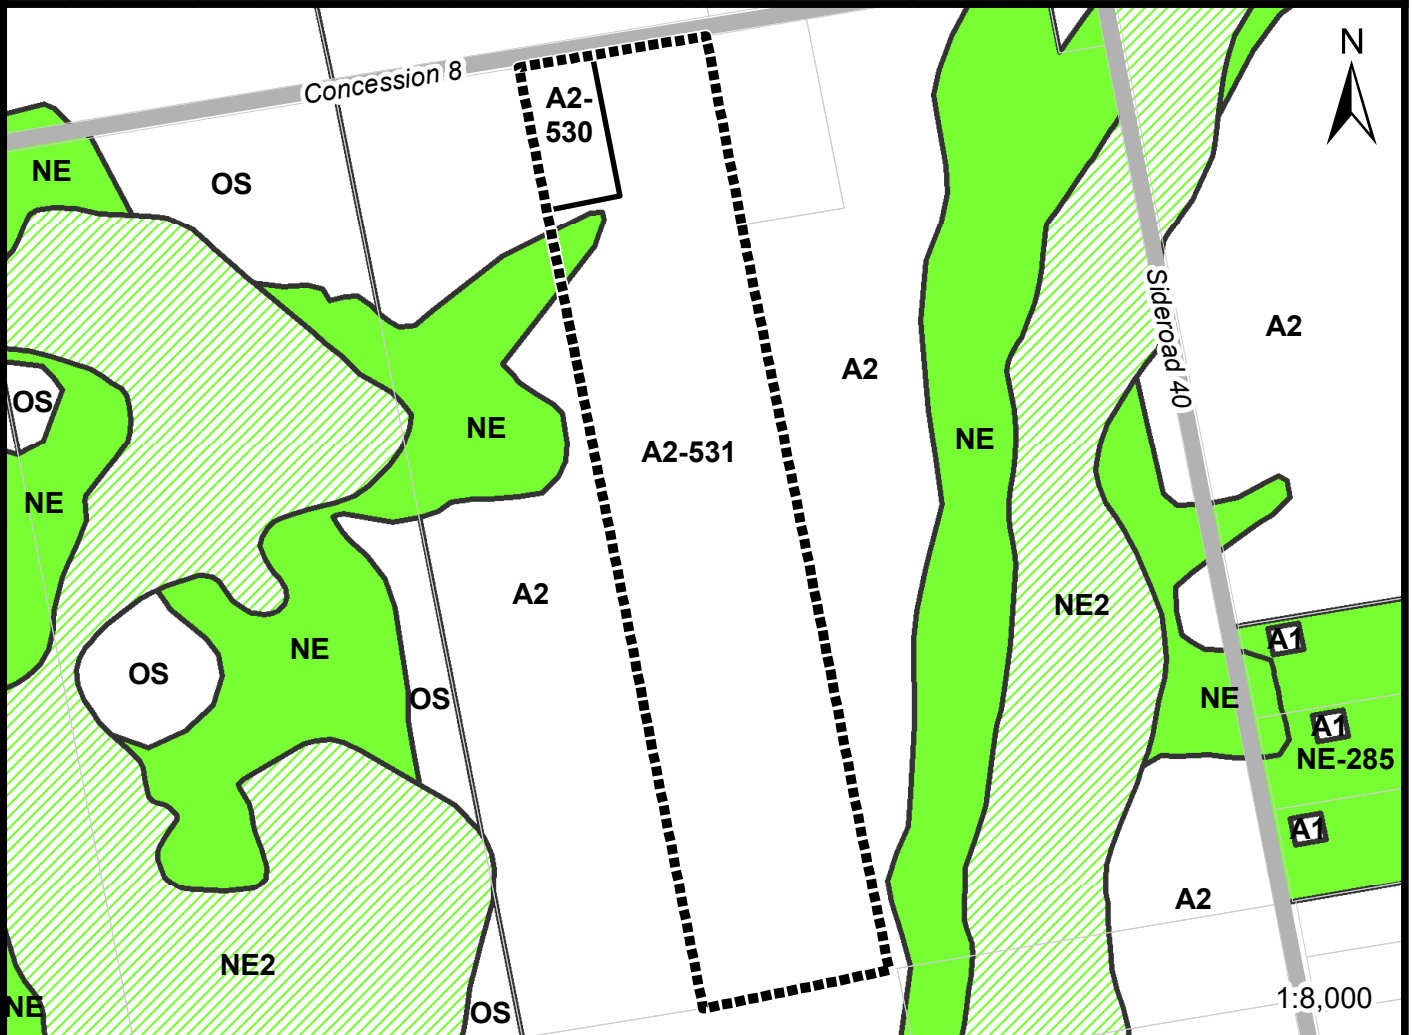 N
Concession 8
A2-
530
NE
OS
Sideroad 40
A2
A2
OS
NE
A2-531
NE
NE
A2
NE2
A1
NE
OS
OS
NE
A1
NE-285
A1
A2
NE2
NE
OS
1:8,000